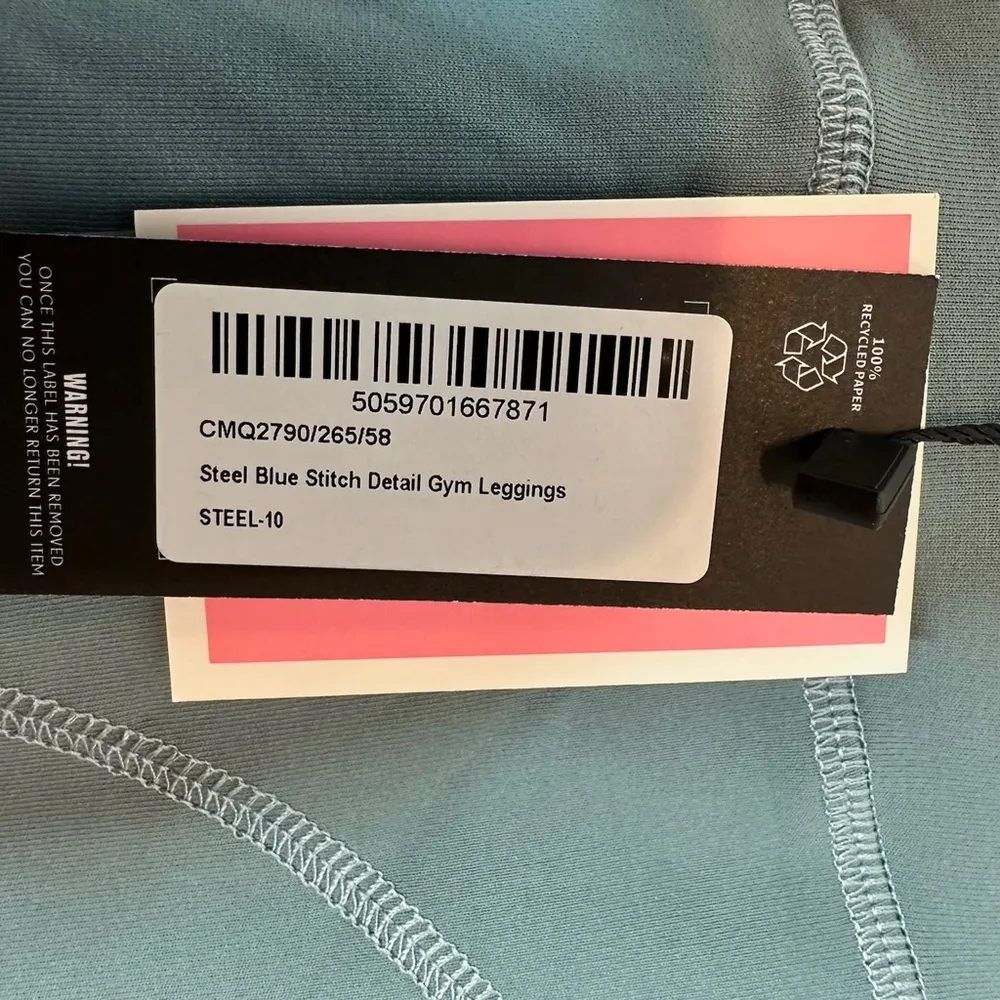 5059701667871
CMQ2790/265/58
Steel Blue Stitch Detail Gym Leggings
STEEL-10
100%
RECYCLED PAPER
WARNING!
ONCE THIS LABEL HAS BEEN REMOVED
YOU CAN NO LONGER RETURN THIS ITEM